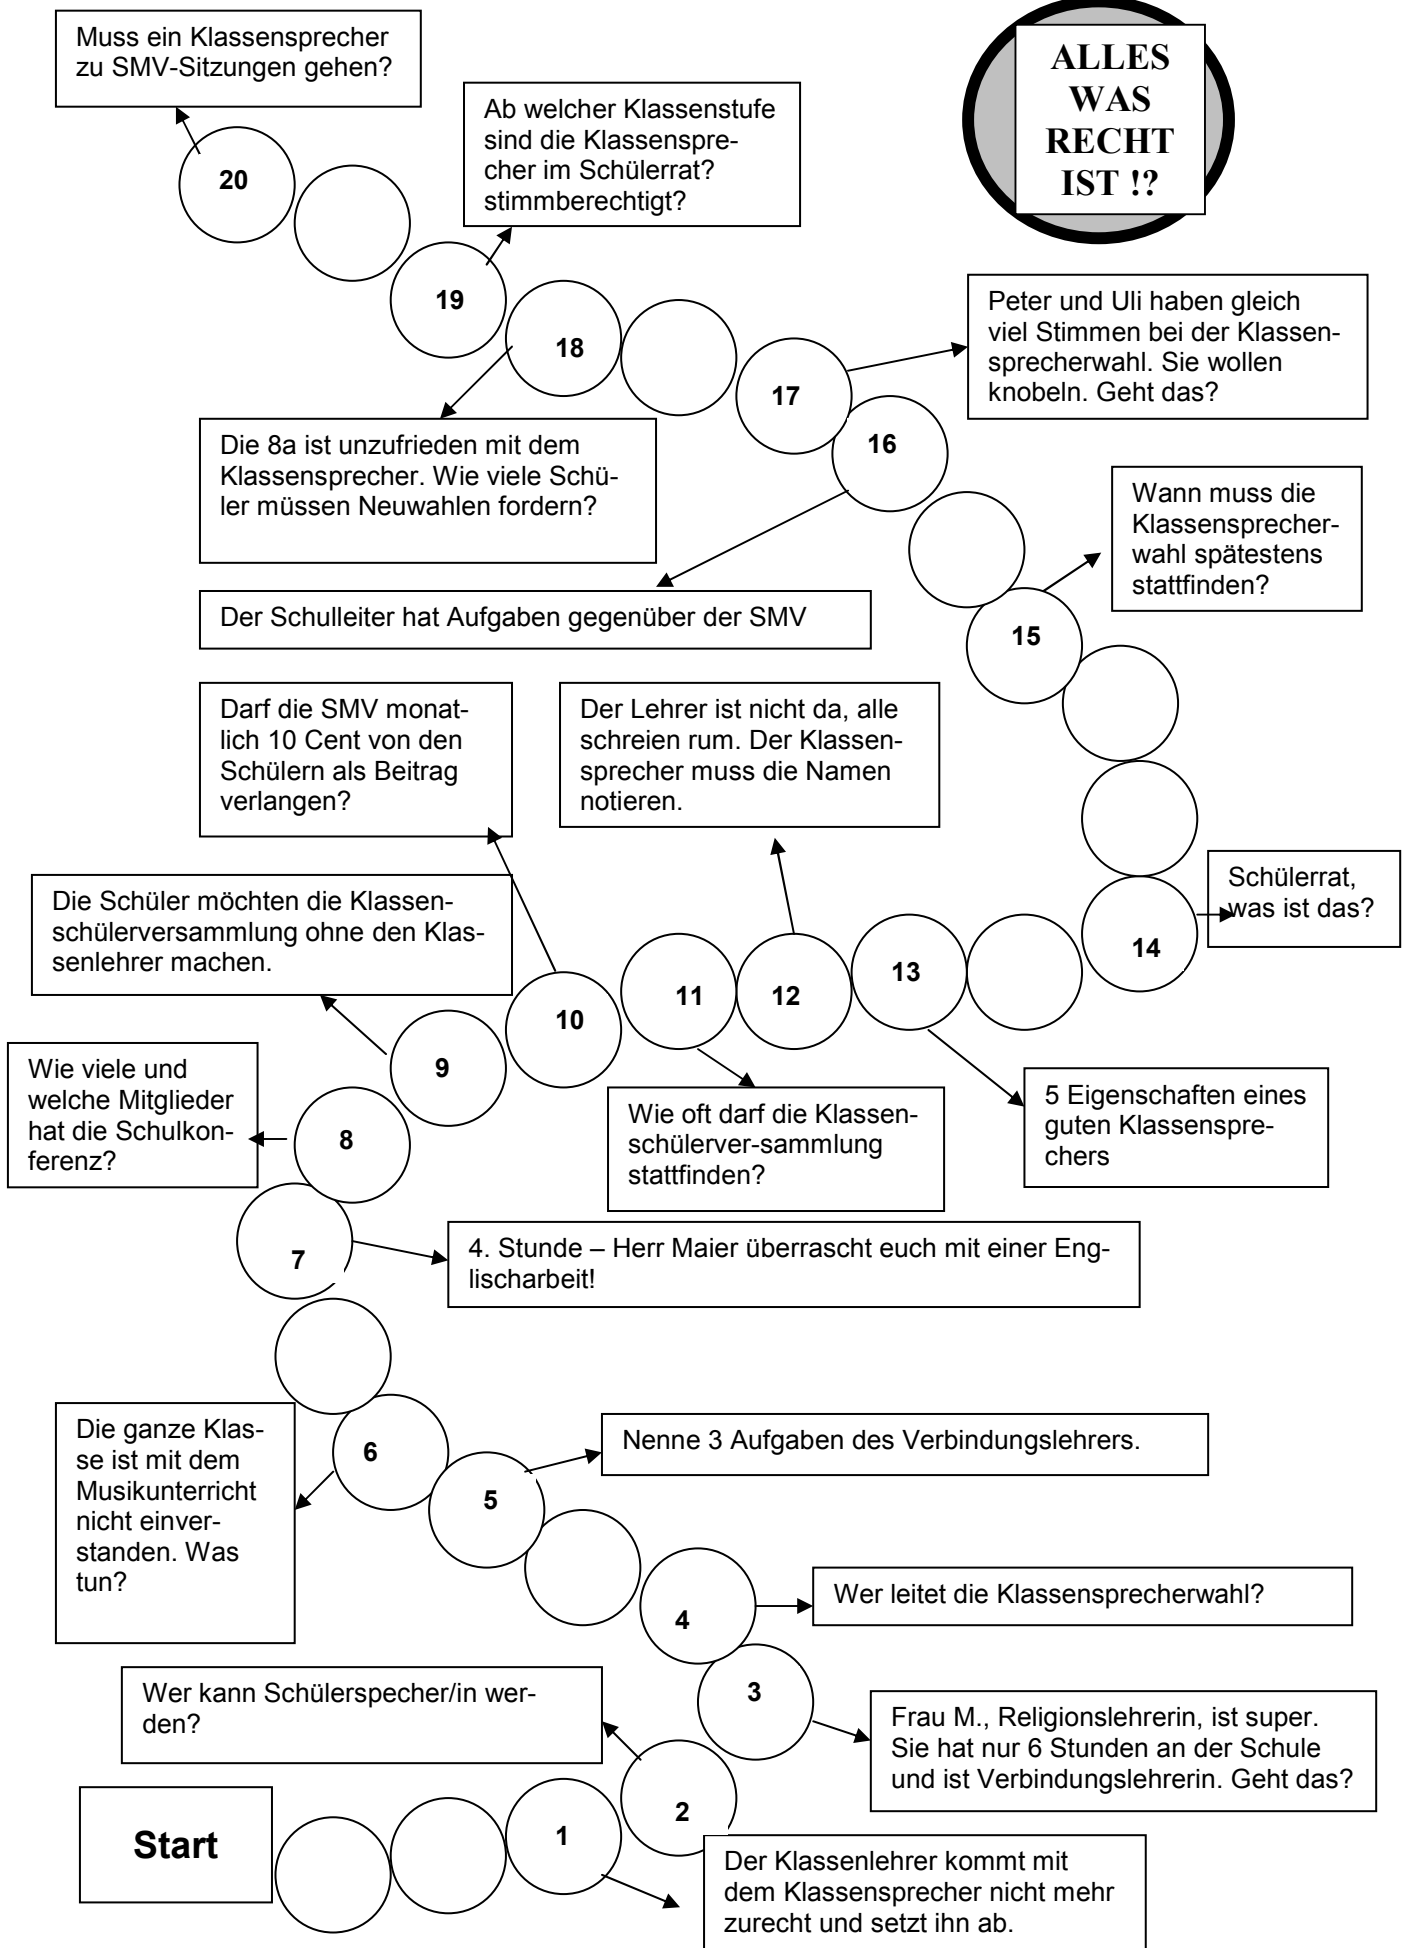 Muss ein Klassensprecher
zu SMV-Sitzungen gehen?
ALLES
WAS
RECHT
IST !?
Ab welcher Klassenstufe
sind die Klassenspre-
cher im Schülerrat?
stimmberechtigt?
20
19
18
17
16
Peter und Uli haben gleich
viel Stimmen bei der Klassen-
sprecherwahl. Sie wollen
knobeln. Geht das?
Die 8a ist unzufrieden mit dem
Klassensprecher. Wie viele Schü-
ler müssen Neuwahlen fordern?
Wann muss die
Klassensprecher-
wahl spätestens
stattfinden?
Der Schulleiter hat Aufgaben gegenüber der SMV
15
Darf die SMV monat-
lich 10 Cent von den
Schülern als Beitrag
verlangen?
Der Lehrer ist nicht da, alle
schreien rum. Der Klassen-
sprecher muss die Namen
notieren.
Schülerrat,
was ist das?
Die Schüler möchten die Klassen-
schülerversammlung ohne den Klas-
senlehrer machen.
14
13
12
11
10
9
8
Wie viele und
welche Mitglieder
hat die Schulkon-
ferenz?
Wie oft darf die Klassen-
schülerver-sammlung
stattfinden?
5 Eigenschaften eines
guten Klassenspre-
chers
7
4. Stunde – Herr Maier überrascht euch mit einer Eng-
lischarbeit!
Die ganze Klas-
se ist mit dem
Musikunterricht
nicht einver-
standen. Was
tun?
6
5
Nenne 3 Aufgaben des Verbindungslehrers.
4
Wer leitet die Klassensprecherwahl?
3
Wer kann Schülerspecher/in wer-
den?
Frau M., Religionslehrerin, ist super.
Sie hat nur 6 Stunden an der Schule
und ist Verbindungslehrerin. Geht das?
2
1
Start
Der Klassenlehrer kommt mit
dem Klassensprecher nicht mehr
zurecht und setzt ihn ab.